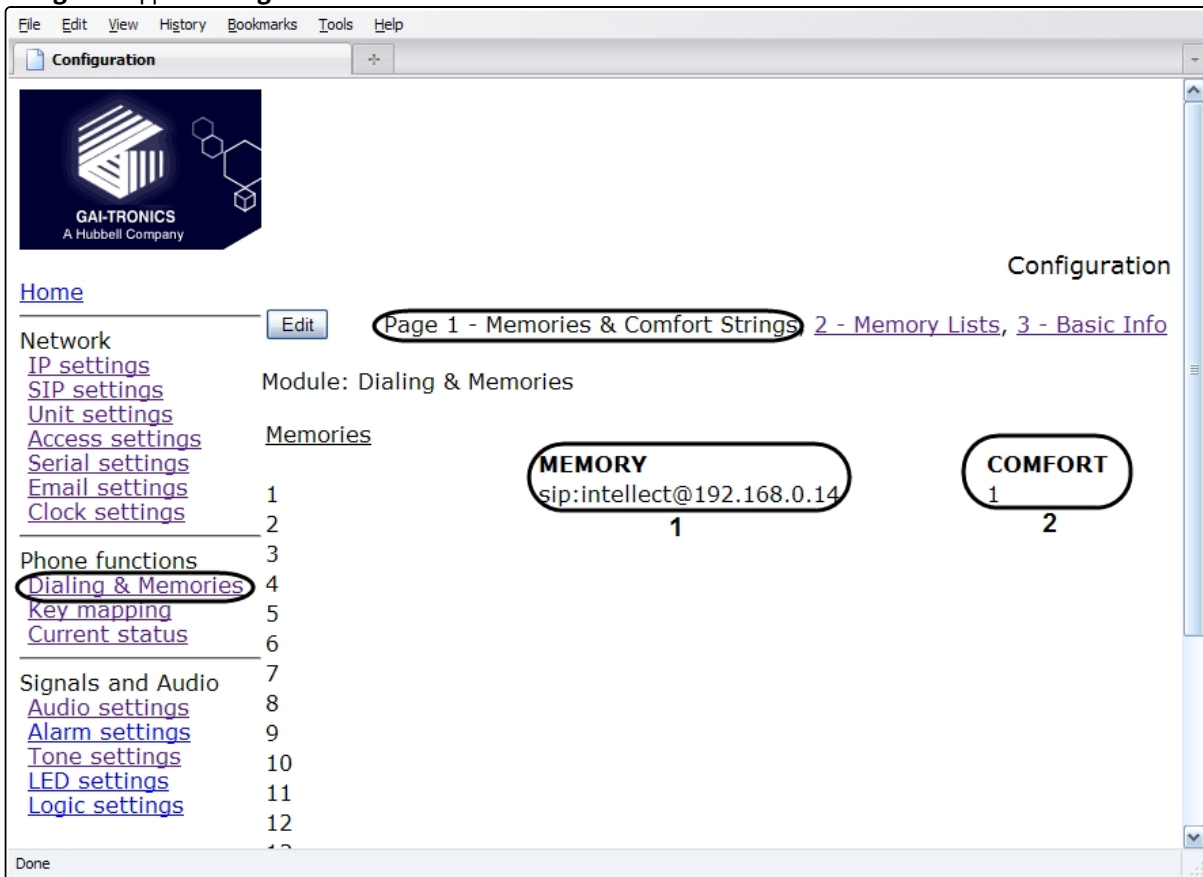 File Edit View History Bookmarks Tools Help
Configuration
GAI-TRONICS
A Hubbell Company
Configuration
Home
Edit Page 1 - Memories & Comfort Strings, 2 - Memory Lists, 3 - Basic Info
Network
IP settings
SIP settings
Unit settings
Access settings
Serial settings
Email settings
Clock settings
Phone functions
Dialing & Memories
Key mapping
Current status
Signals and Audio
Audio settings
Alarm settings
Tone settings
LED settings
Logic settings
Module: Dialing & Memories
Memories
MEMORY COMFORT
1 sip:intellect@192.168.0.14 1
1 2
2
3
4
5
6
7
8
9
10
11
12
Done